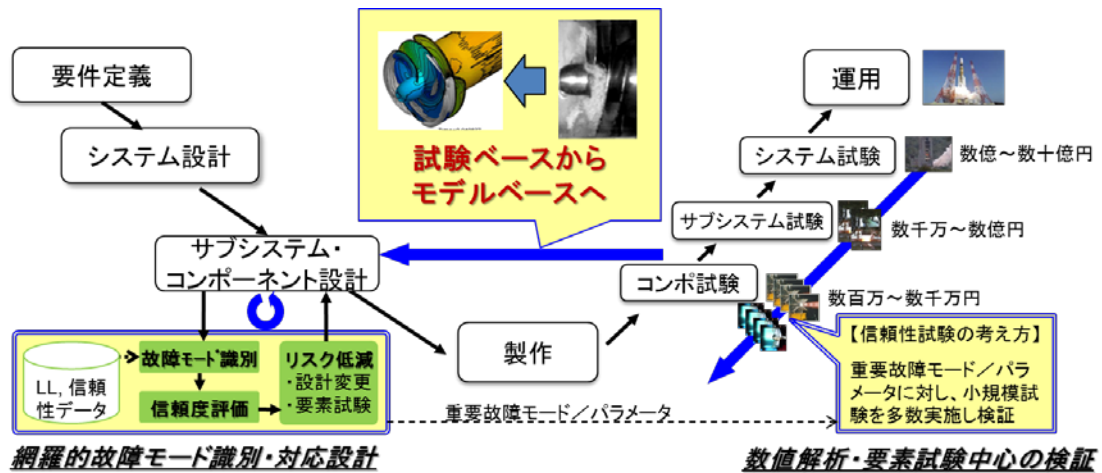 要件定義
システム設計
サブシステム・
コンポーネント設計
試験ベースから
モデルベースへ
製作
コンポ試験
サブシステム試験
システム試験
運用
数億～数十億円
数千万～数億円
数百万～数千万円
【信頼性試験の考え方】
重要故障モード／パラ
メータに対し、小規模試
験を多数実施し検証
LL, 信頼
性データ
故障モード識別
信頼度評価
リスク低減
・設計変更
・要素試験
重要故障モード／パラメータ
網羅的故障モード識別・対応設計
数値解析・要素試験中心の検証